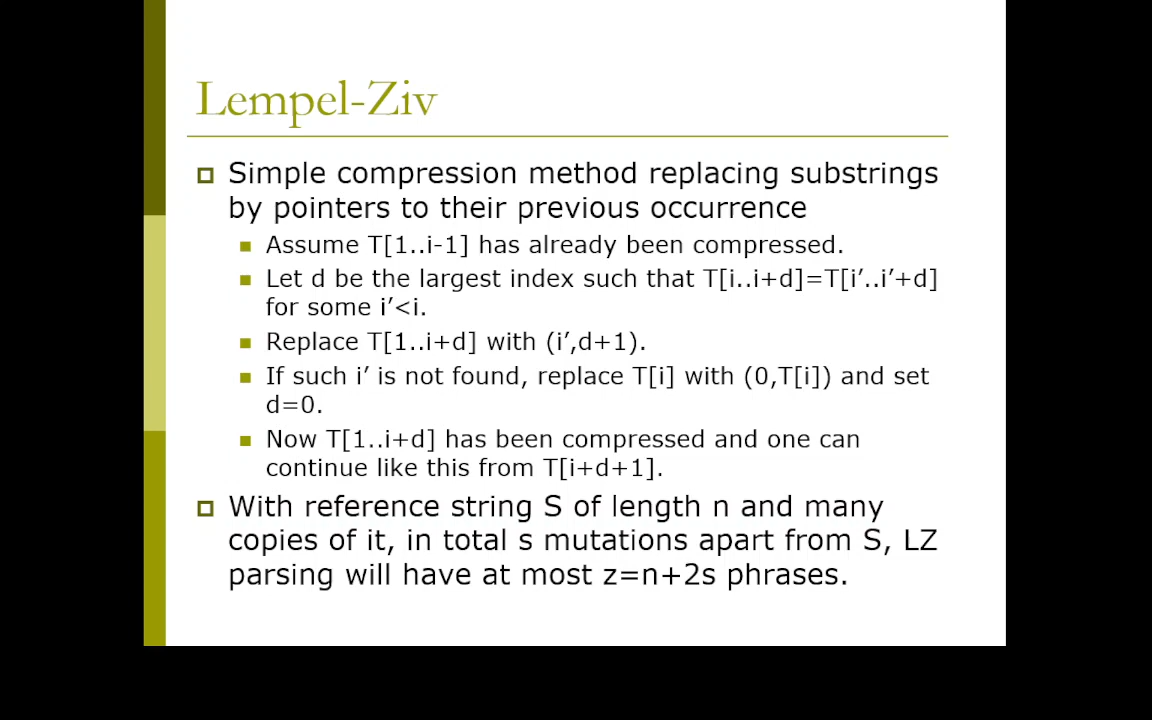 Lempel-Ziv
Simple compression method replacing substrings
by pointers to their previous occurrence
Assume T[1..i-1] has already been compressed.
Let d be the largest index such that T[i..i+d]=T[i’..i’+d]
for some i’<i.
Replace T[1..i+d] with (i’,d+1).
If such i’ is not found, replace T[i] with (0,T[i]) and set
d=0.
Now T[1..i+d] has been compressed and one can
continue like this from T[i+d+1].
With reference string S of length n and many
copies of it, in total s mutations apart from S, LZ
parsing will have at most z=n+2s phrases.